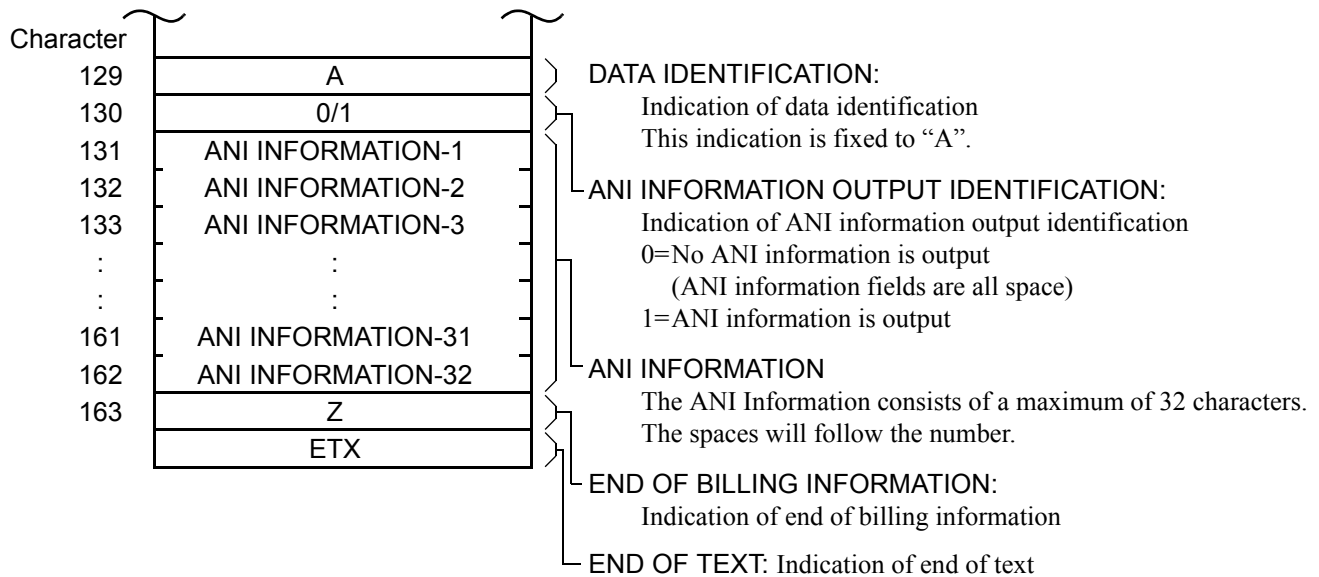 Character
129 A
130 0/1
131 ANI INFORMATION-1
132 ANI INFORMATION-2
133 ANI INFORMATION-3
: :
: :
161 ANI INFORMATION-31
162 ANI INFORMATION-32
163 Z
ETX
DATA IDENTIFICATION:
Indication of data identification
This indication is fixed to “A”.
ANI INFORMATION OUTPUT IDENTIFICATION:
Indication of ANI information output identification
0=No ANI information is output
(ANI information fields are all space)
1=ANI information is output
ANI INFORMATION
The ANI Information consists of a maximum of 32 characters.
The spaces will follow the number.
END OF BILLING INFORMATION:
Indication of end of billing information
END OF TEXT: Indication of end of text